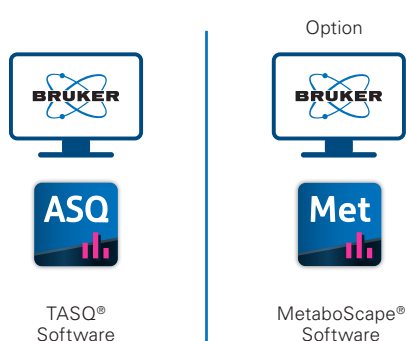 BRUKER
ASQ
TASQ®
Software
Option
BRUKER
Met
MetaboScape®
Software